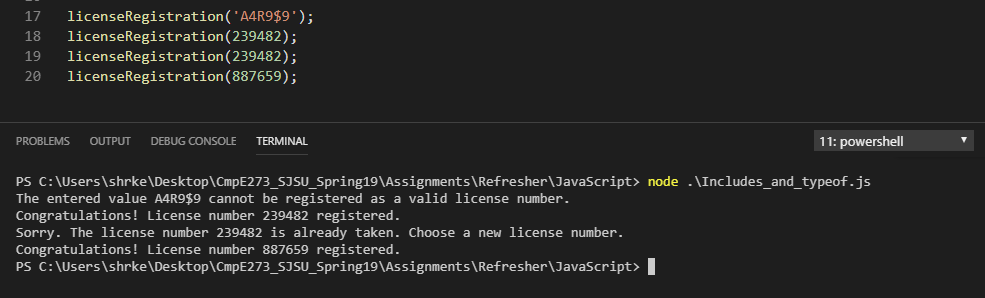 17 licenseRegistration('A4R9$9');
18 licenseRegistration(239482);
19 licenseRegistration(239482);
20 licenseRegistration(887659);
PROBLEMS OUTPUT DEBUG CONSOLE TERMINAL 11: powershell
PS C:\Users\shrke\Desktop\CmpE273_SJSU_Spring19\Assignments\Refresher\JavaScript> node .\Includes_and_typeof.js
The entered value A4R9$9 cannot be registered as a valid license number.
Congratulations! License number 239482 registered.
Sorry. The license number 239482 is already taken. Choose a new license number.
Congratulations! License number 887659 registered.
PS C:\Users\shrke\Desktop\CmpE273_SJSU_Spring19\Assignments\Refresher\JavaScript>